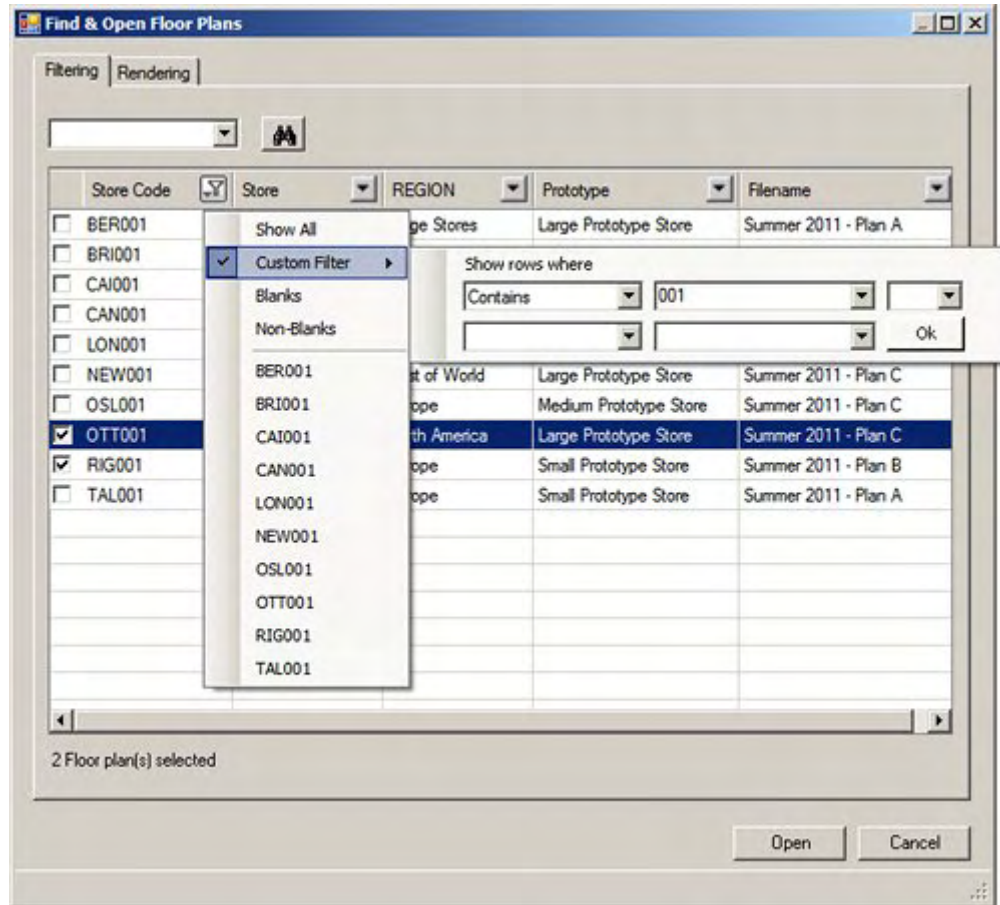 Find & Open Floor Plans
Filtering Rendering
Store Code Store REGION Prototype Filename
BER001 ge Stores Large Prototype Store Summer 2011 - Plan A
BRI001
CAI001
CAN001
LON001
NEW001 st of World Large Prototype Store Summer 2011 - Plan C
OSL001 ope Medium Prototype Store Summer 2011 - Plan C
OTT001 th America Large Prototype Store Summer 2011 - Plan C
RIG001 ope Small Prototype Store Summer 2011 - Plan B
TAL001 ope Small Prototype Store Summer 2011 - Plan A
Show All
Custom Filter
Blanks
Non-Blanks
BER001
BRI001
CAI001
CAN001
LON001
NEW001
OSL001
OTT001
RIG001
TAL001
Show rows where
Contains 001
Ok
2 Floor plan(s) selected
Open Cancel